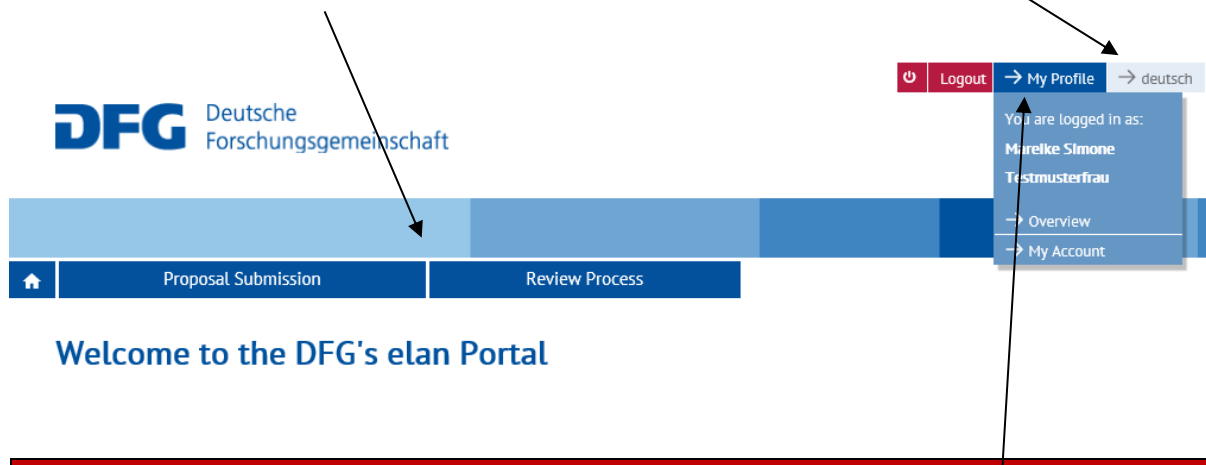 Logout → My Profile → deutsch
DFG Deutsche
Forschungsgemeinschaft
You are logged in as:
Mareike Simone
Testmusterfrau
→ Overview
→ My Account
Proposal Submission Review Process
Welcome to the DFG's elan Portal